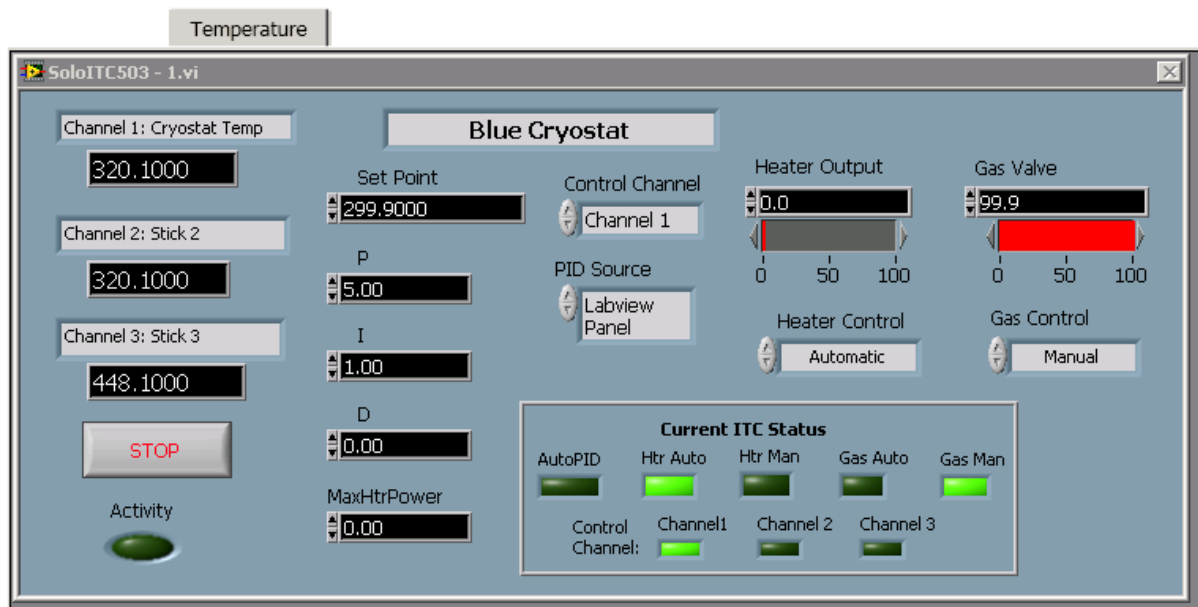 Temperature
SoloITC503 - 1.vi
Channel 1: Cryostat Temp
320.1000
Channel 2: Stick 2
320.1000
Channel 3: Stick 3
448.1000
STOP
Activity
Blue Cryostat
Set Point
299.9000
P
5.00
I
1.00
D
0.00
MaxHtrPower
0.00
Control Channel
Channel 1
PID Source
Labview
Panel
Heater Output
0.0
0 50 100
Heater Control
Automatic
Gas Valve
99.9
0 50 100
Gas Control
Manual
Current ITC Status
AutoPID Htr Auto Htr Man Gas Auto Gas Man
Control
Channel:
Channel1 Channel 2 Channel 3